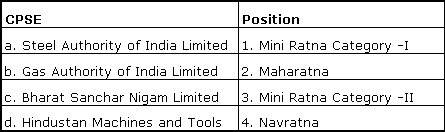 CPSE Position
a. Steel Authority of India Limited 1. Mini Ratna Category -I
b. Gas Authority of India Limited 2. Maharatna
c. Bharat Sanchar Nigam Limited 3. Mini Ratna Category -II
d. Hindustan Machines and Tools 4. Navratna